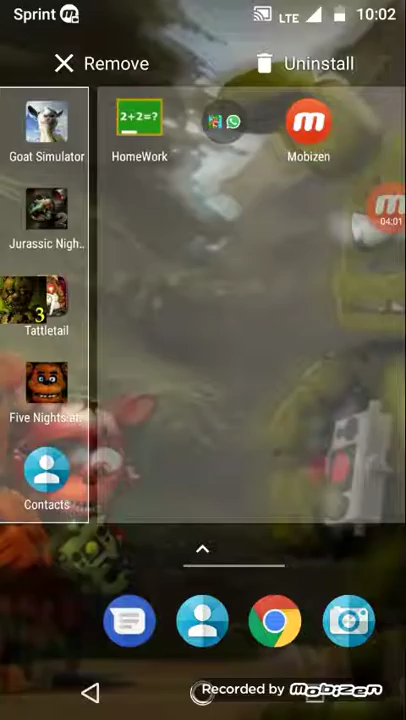 Sprint
LTE
10:02
Remove
Uninstall
Goat Simulator
2+2=?
HomeWork
Mobizen
04:01
Jurassic Nigh..
3
Tattletail
Five Nights at..
Contacts
Recorded by mobizen